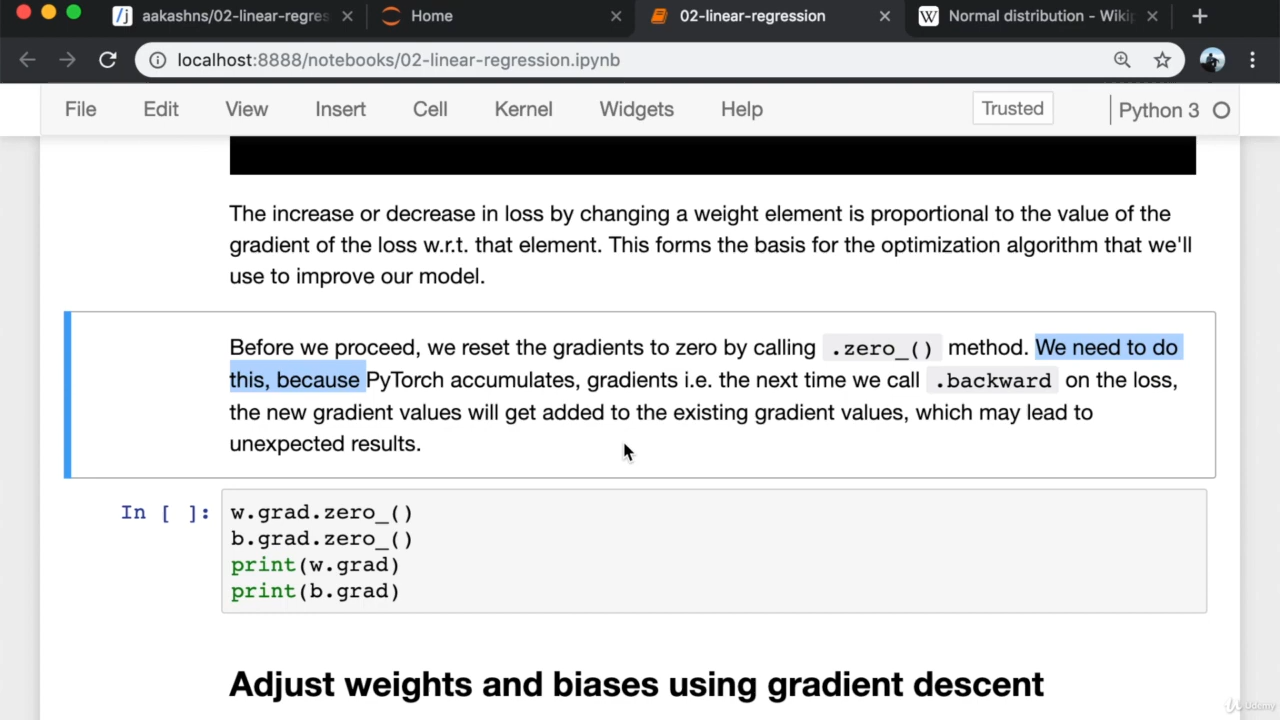 aakashns/02-linear-regres
Home
02-linear-regression
Normal distribution - Wikip
localhost:8888/notebooks/02-linear-regression.ipynb
File Edit View Insert Cell Kernel Widgets Help Trusted Python 3
The increase or decrease in loss by changing a weight element is proportional to the value of the
gradient of the loss w.r.t. that element. This forms the basis for the optimization algorithm that we'll
use to improve our model.
Before we proceed, we reset the gradients to zero by calling .zero_() method. We need to do
this, because PyTorch accumulates, gradients i.e. the next time we call .backward on the loss,
the new gradient values will get added to the existing gradient values, which may lead to
unexpected results.
In [ ]: w.grad.zero_()
b.grad.zero_()
print(w.grad)
print(b.grad)
Adjust weights and biases using gradient descent
Udemy